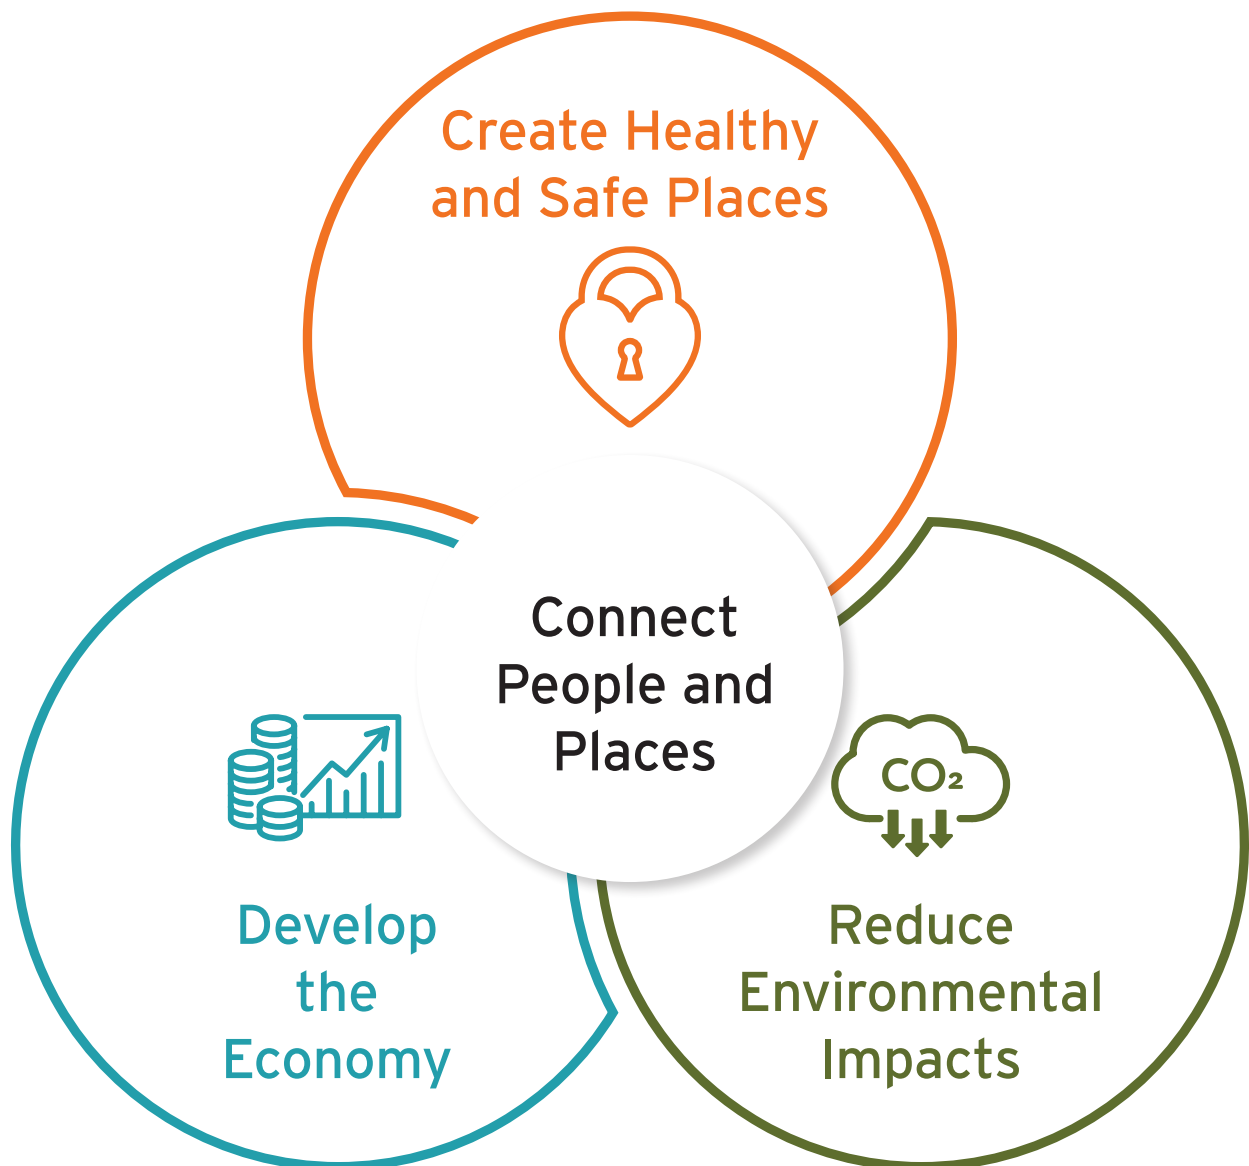 Create Healthy
and Safe Places
Connect
People and
Places
CO₂
Develop
the
Economy
Reduce
Environmental
Impacts